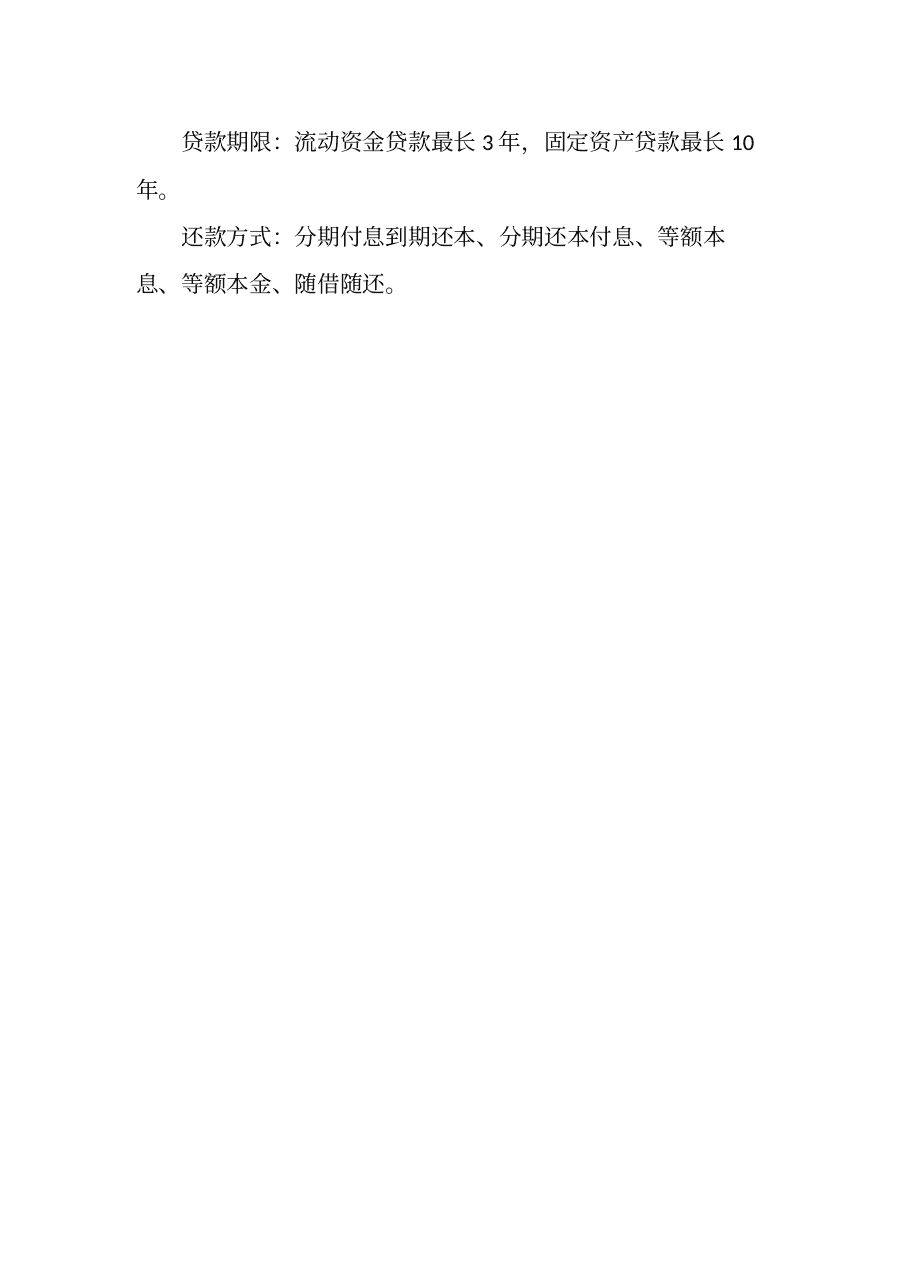 贷款期限：流动资金贷款最长 3 年，固定资产贷款最长 10
年。
还款方式：分期付息到期还本、分期还本付息、等额本
息、等额本金、随借随还。